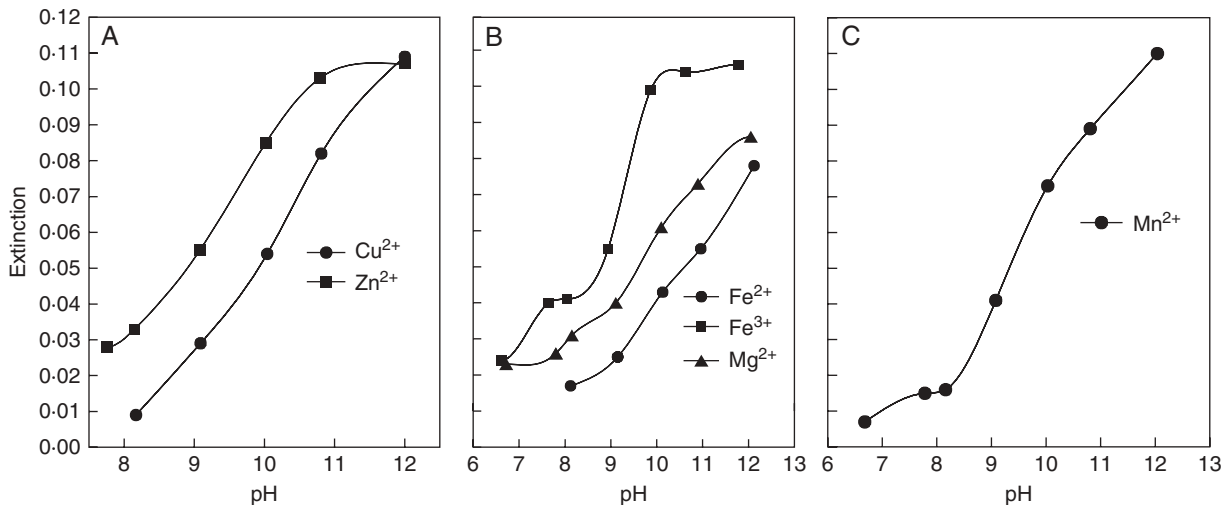 A
B
C
0·12
0·11
0·10
0·09
0·08
0·07
0·06
0·05
0·04
0·03
0·02
0·01
0·00
Extinction
Cu²⁺
Zn²⁺
Fe²⁺
Fe³⁺
Mg²⁺
Mn²⁺
8 9 10 11 12
6 7 8 9 10 11 12 13
6 7 8 9 10 11 12 13
pH
pH
pH